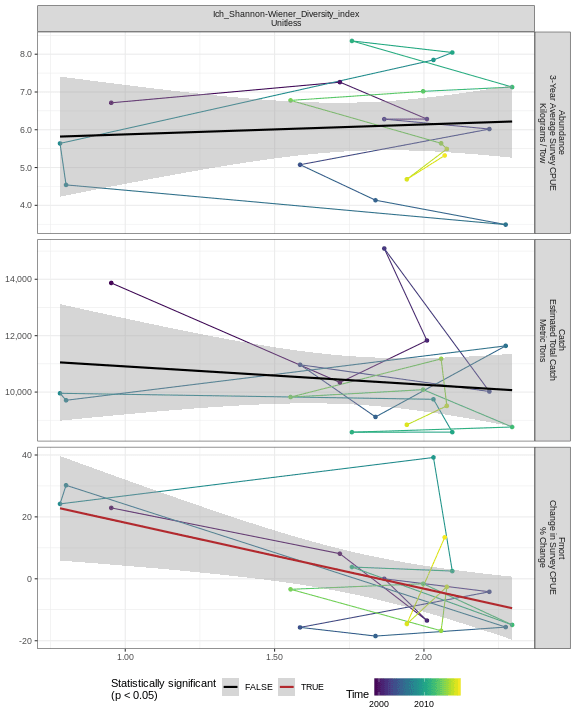 Ich_Shannon-Wiener_Diversity_index
Unitless
8.0
7.0
6.0
5.0
4.0
Abundance
3-Year Average Survey CPUE
Kilograms / Tow
14,000
12,000
10,000
Catch
Estimated Total Catch
Metric Tons
40
20
0
-20
Fmort
Change in Survey CPUE
% Change
1.00
1.50
2.00
Statistically significant
(p < 0.05)
FALSE
TRUE
Time
2000
2010